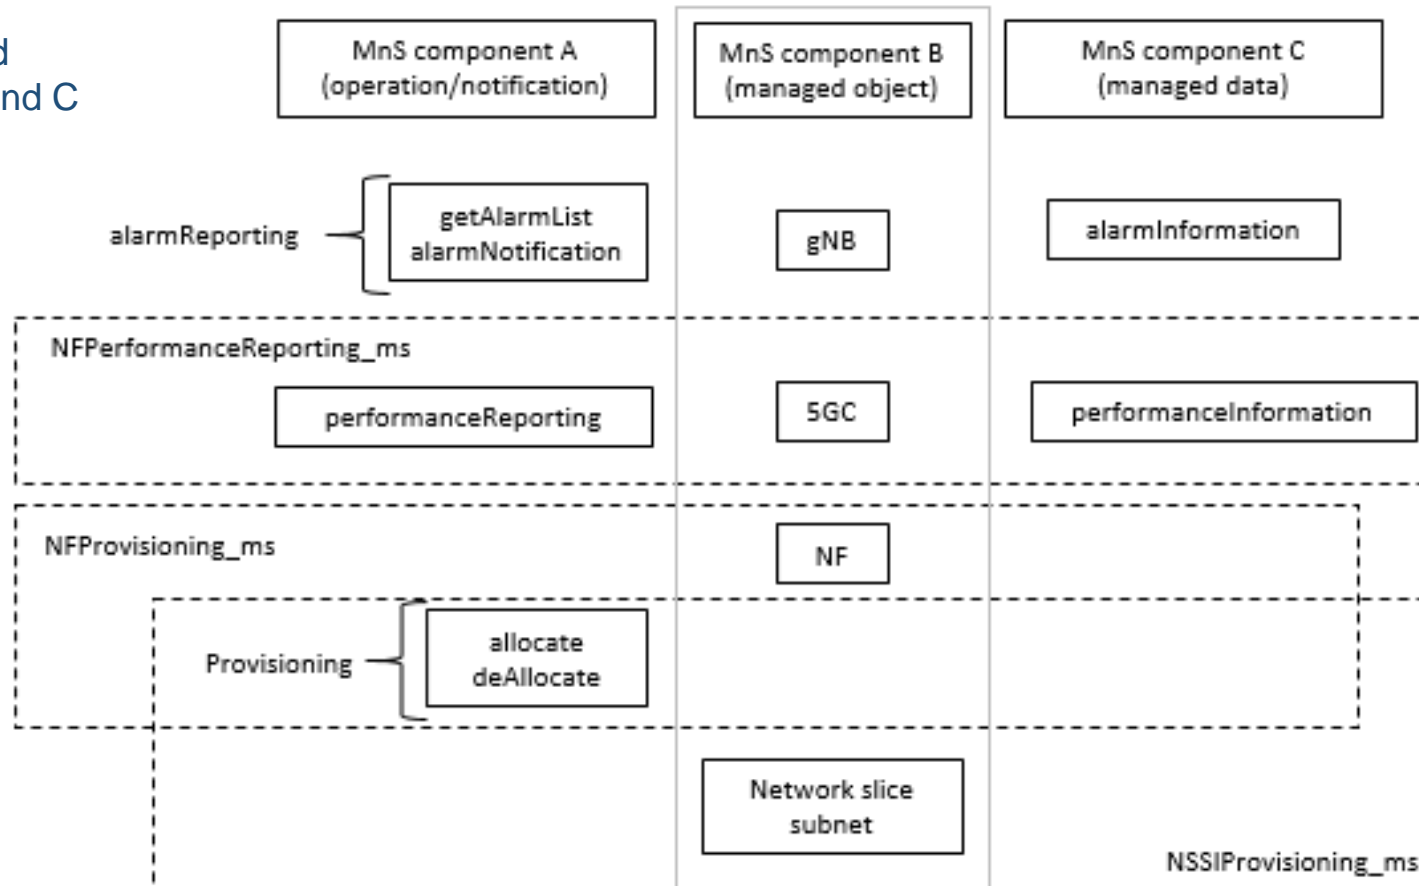 nd C
MnS component A
(operation/notification)
MnS component B
(managed object)
MnS component C
(managed data)
alarmReporting
getAlarmList
alarmNotification
gNB
alarmInformation
NFPerformanceReporting_ms
performanceReporting
5GC
performanceInformation
NFProvisioning_ms
NF
Provisioning
allocate
deAllocate
Network slice
subnet
NSSIProvisioning_ms